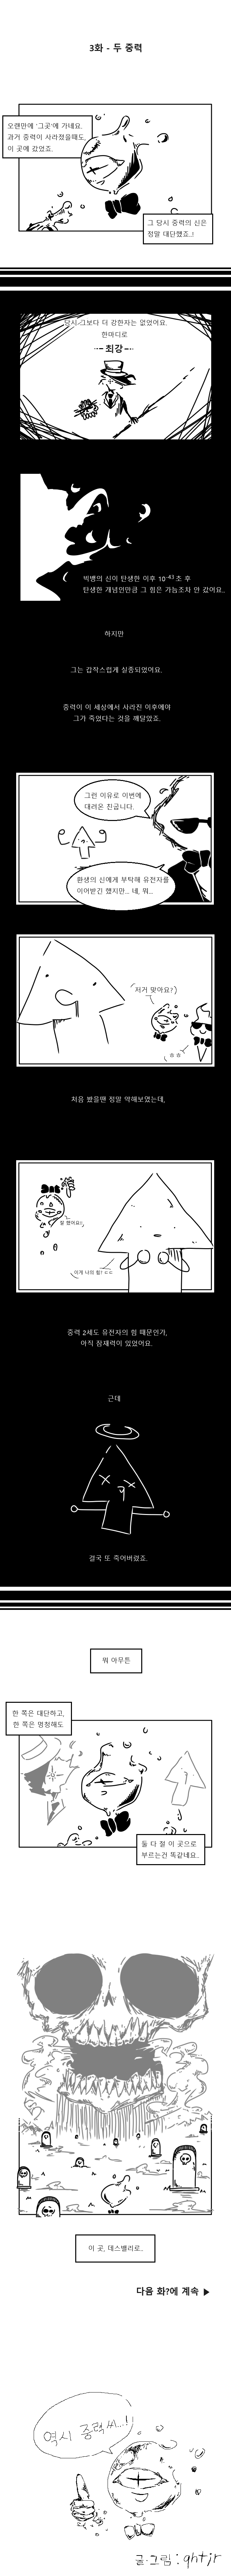 3화 - 두 중력
오랜만에 '그곳'에 가네요.
과거 중력이 사라졌을때도,
이 곳에 갔었죠.
그 당시 중력의 신은
정말 대단했죠..!
당시 그보다 더 강한자는 없었어요.
한마디로
최강
빅뱅의 신이 탄생한 이후 10⁻⁴³초 후
탄생한 개념인만큼 그 힘은 가늠조차 안 갔어요..
하지만
그는 갑작스럽게 실종되었어요.
중력이 이 세상에서 사라진 이후에야
그가 죽었다는 것을 깨달았죠.
그런 이유로 이번에
데려온 친굽니다.
환생의 신에게 부탁해 유전자를
이어받긴 했지만... 네, 뭐...
저거 맞아요?
ㅎㅎ
처음 봤을땐 정말 약해보였는데,
잘 했어요!
이게 나의 힘? ㄷㄷ
중력 2세도 유전자의 힘 때문인가,
아직 잠재력이 있었어요.
근데
결국 또 죽어버렸죠.
뭐 아무튼
한 쪽은 대단하고,
한 쪽은 멍청해도
둘 다 절 이 곳으로
부르는건 똑같네요..
이 곳, 데스밸리로..
다음 화?에 계속 ▶
역시 중력씨...!!
글·그림 : qhtjr